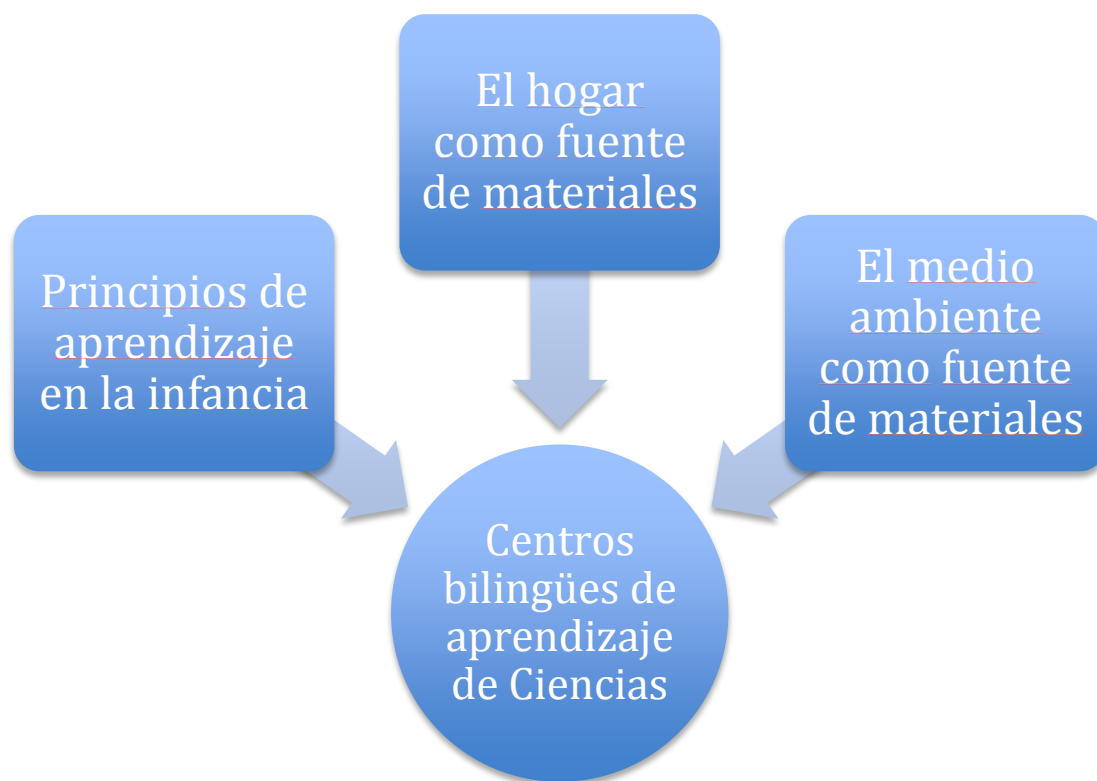 El hogar
como fuente
de materiales
Principios de
aprendizaje
en la infancia
El medio
ambiente
como fuente
de materiales
Centros
bilingües de
aprendizaje
de Ciencias